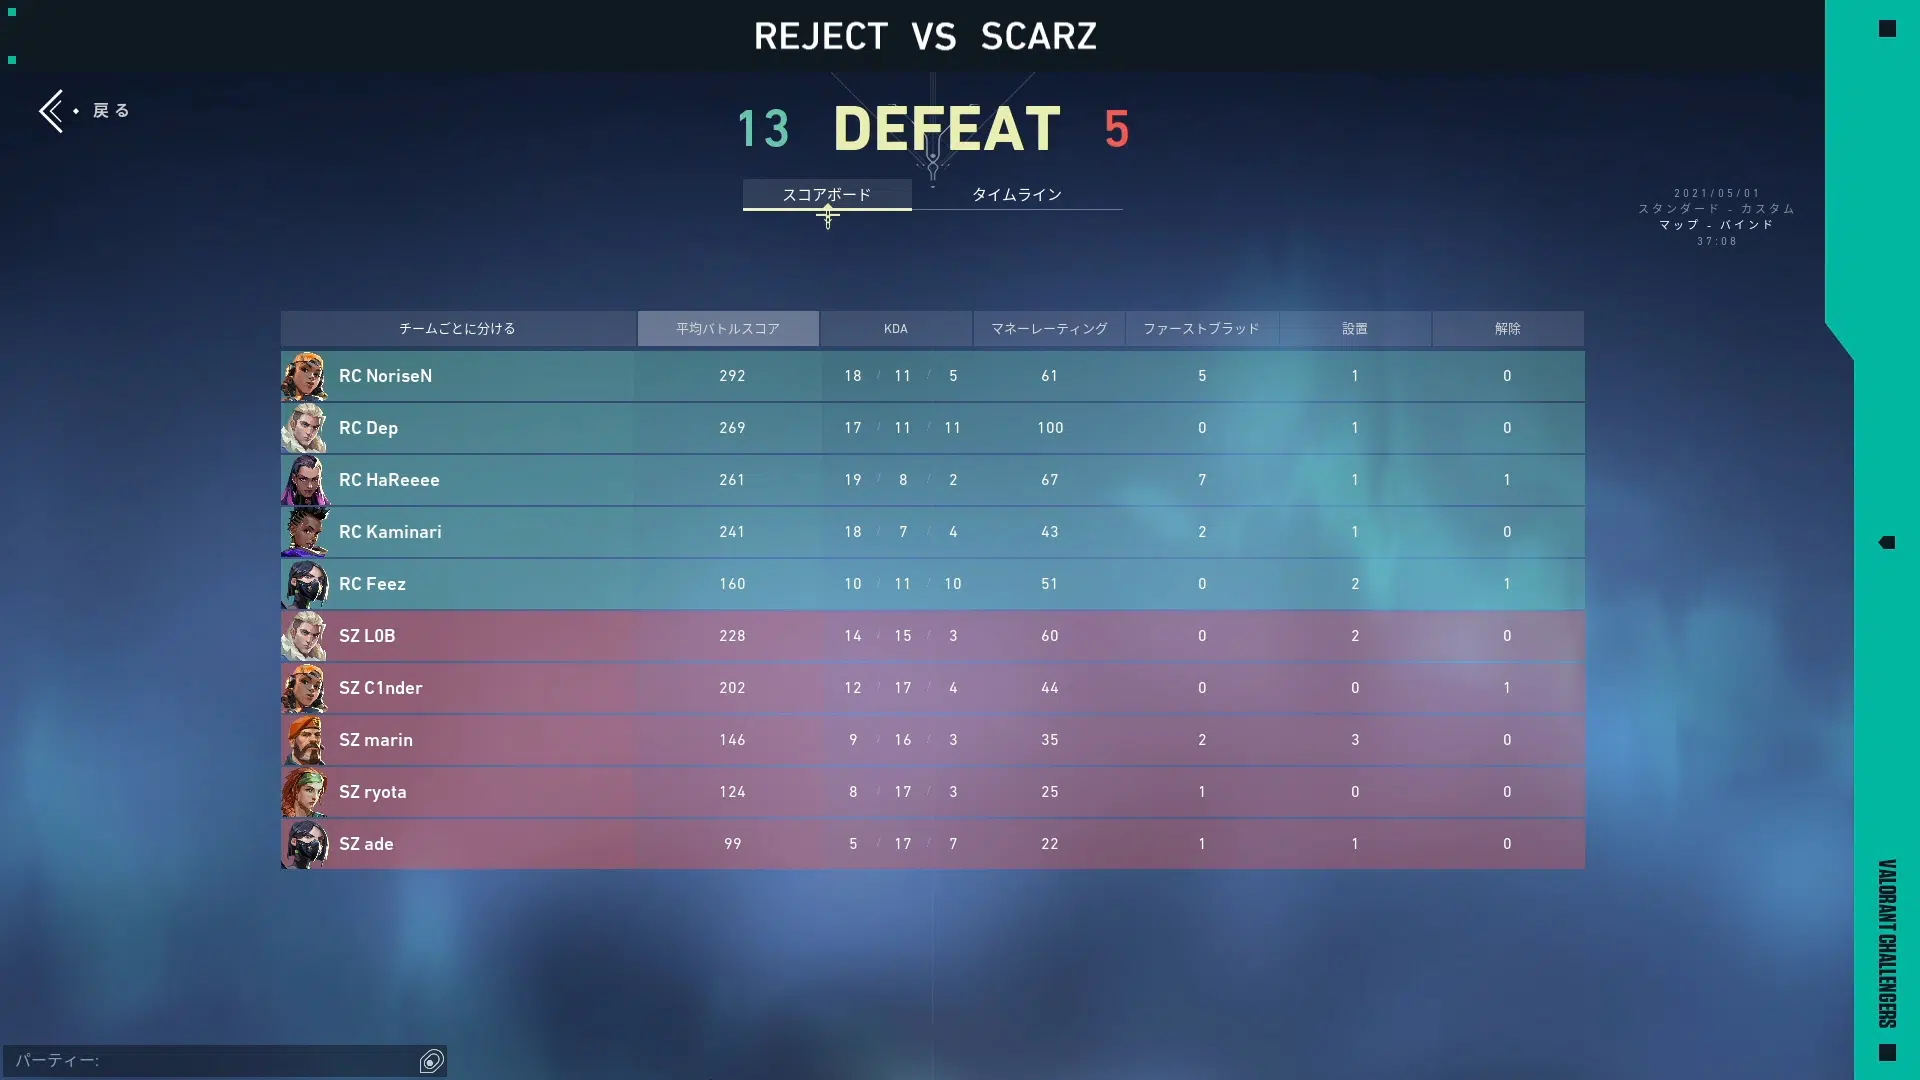 REJECT VS SCARZ
戻る
13 DEFEAT 5
スコアボード タイムライン
2021/05/01
スタンダード - カスタム
マップ - バインド
37:08
チームごとに分ける 平均バトルスコア KDA マネーレーティング ファーストブラッド 設置 解除
RC NoriseN 292 18 / 11 / 5 61 5 1 0
RC Dep 269 17 / 11 / 11 100 0 1 0
RC HaReeee 261 19 / 8 / 2 67 7 1 1
RC Kaminari 241 18 / 7 / 4 43 2 1 0
RC Feez 160 10 / 11 / 10 51 0 2 1
SZ L0B 228 14 / 15 / 3 60 0 2 0
SZ C1nder 202 12 / 17 / 4 44 0 0 1
SZ marin 146 9 / 16 / 3 35 2 3 0
SZ ryota 124 8 / 17 / 3 25 1 0 0
SZ ade 99 5 / 17 / 7 22 1 1 0
VALORANT CHALLENGERS
パーティー: